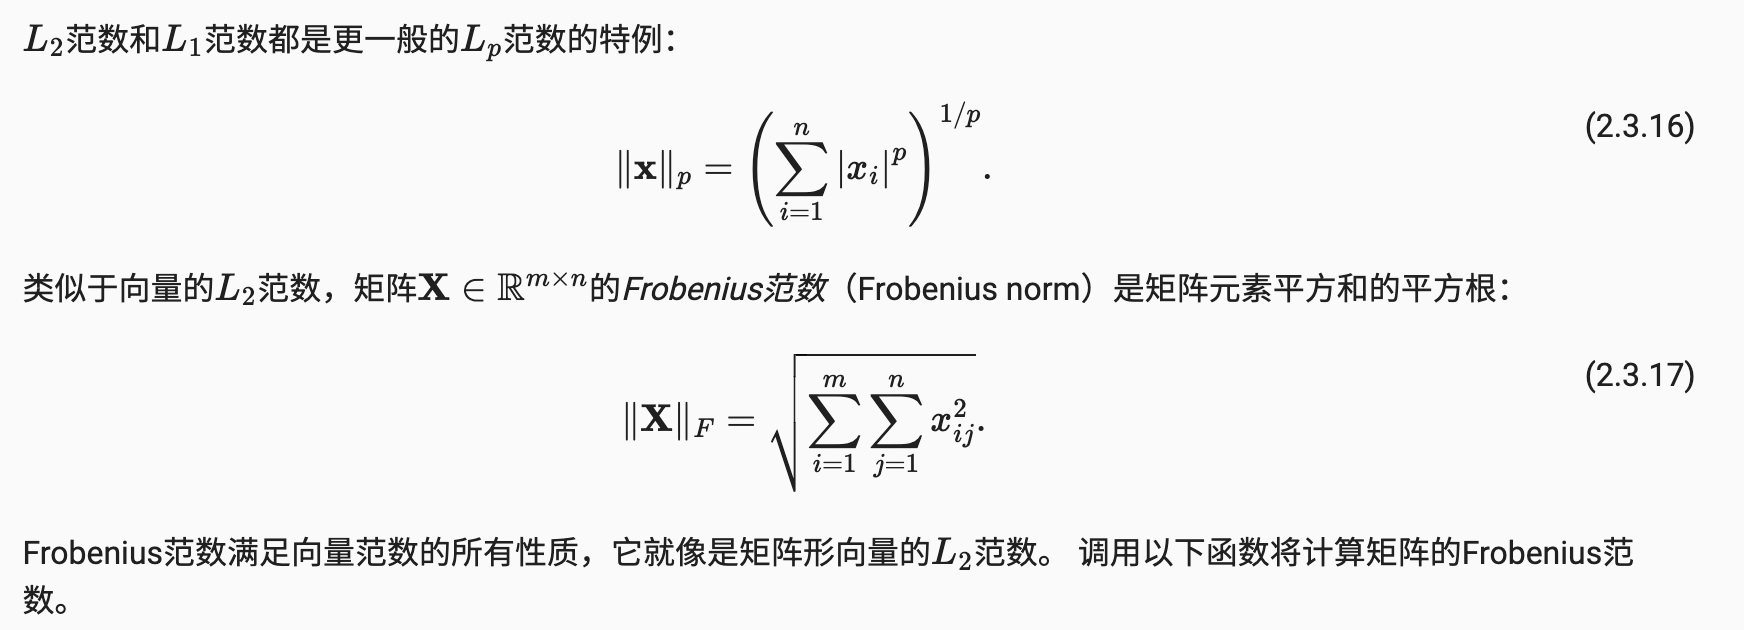 $L_2$范数和$L_1$范数都是更一般的$L_p$范数的特例：
$$\|\mathbf{x}\|_p = \left(\sum_{i=1}^n |x_i|^p \right)^{1/p}.$$ (2.3.16)
类似于向量的$L_2$范数，矩阵$\mathbf{X} \in \mathbb{R}^{m \times n}$的Frobenius范数（Frobenius norm）是矩阵元素平方和的平方根：
$$\|\mathbf{X}\|_F = \sqrt{\sum_{i=1}^m \sum_{j=1}^n x_{ij}^2}.$$ (2.3.17)
Frobenius范数满足向量范数的所有性质，它就像是矩阵形向量的$L_2$范数。 调用以下函数将计算矩阵的Frobenius范
数。